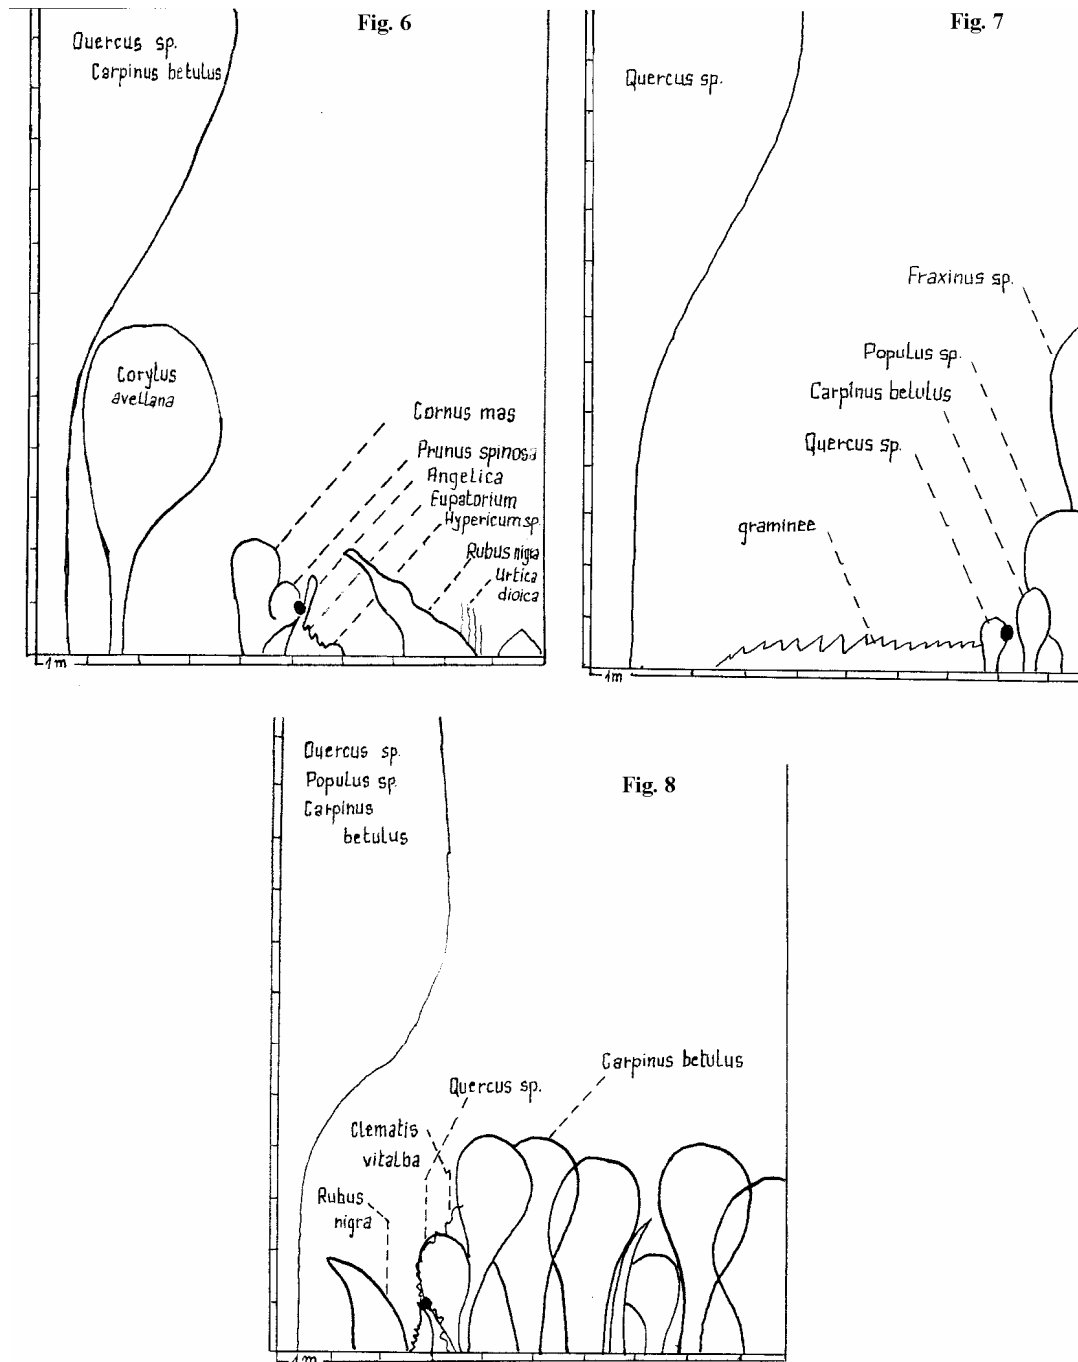 Fig. 6
Quercus sp.
Carpinus betulus
Corylus
avellana
Cornus mas
Prunus spinosa
Angelica
Eupatorium
Hypericum sp
Rubus nigra
Urtica
dioica
1m
Fig. 7
Quercus sp.
Fraxinus sp.
Populus sp.
Carpinus belulus
Quercus sp.
graminee
1m
Fig. 8
Quercus sp.
Populus sp.
Carpinus
betulus
Carpinus betulus
Quercus sp.
Clematis
vitalba
Rubus
nigra
1m